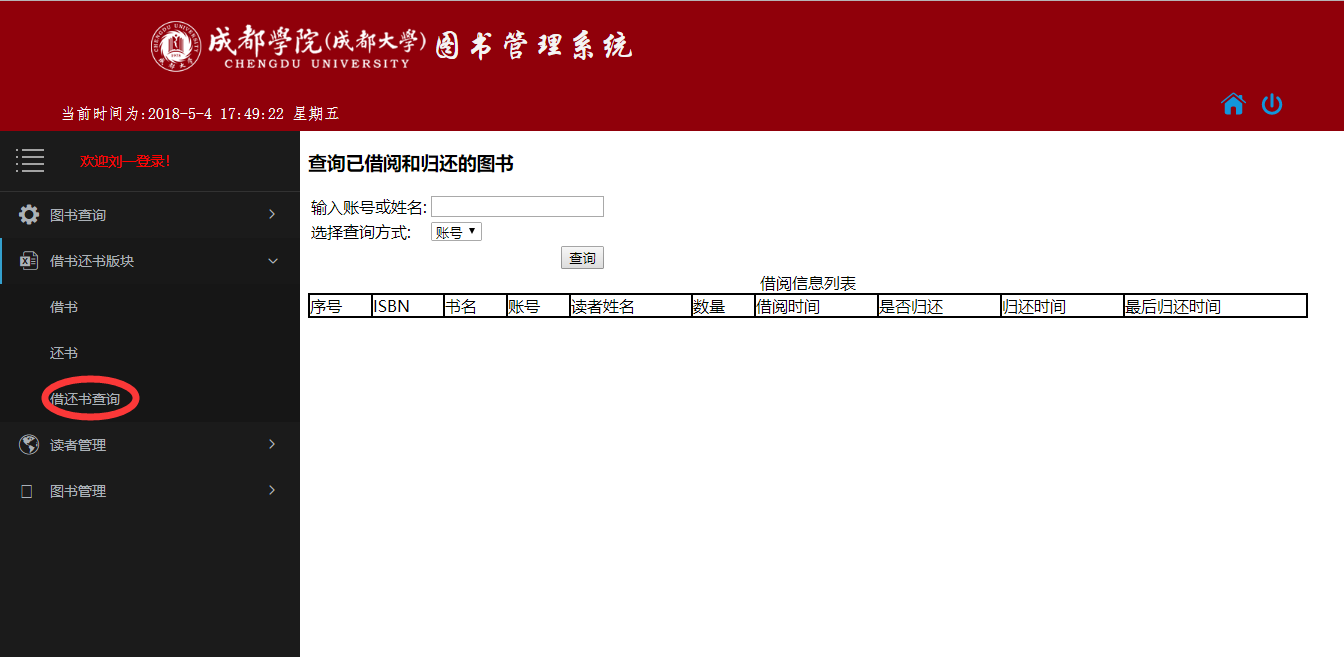 成都学院(成都大学) 图书管理系统
CHENGDU UNIVERSITY
当前时间为:2018-5-4 17:49:22 星期五
欢迎刘一登录!
图书查询
借书还书版块
借书
还书
借还书查询
读者管理
图书管理
查询已借阅和归还的图书
输入账号或姓名:
选择查询方式: 账号
查询
借阅信息列表
序号 ISBN 书名 账号 读者姓名 数量 借阅时间 是否归还 归还时间 最后归还时间